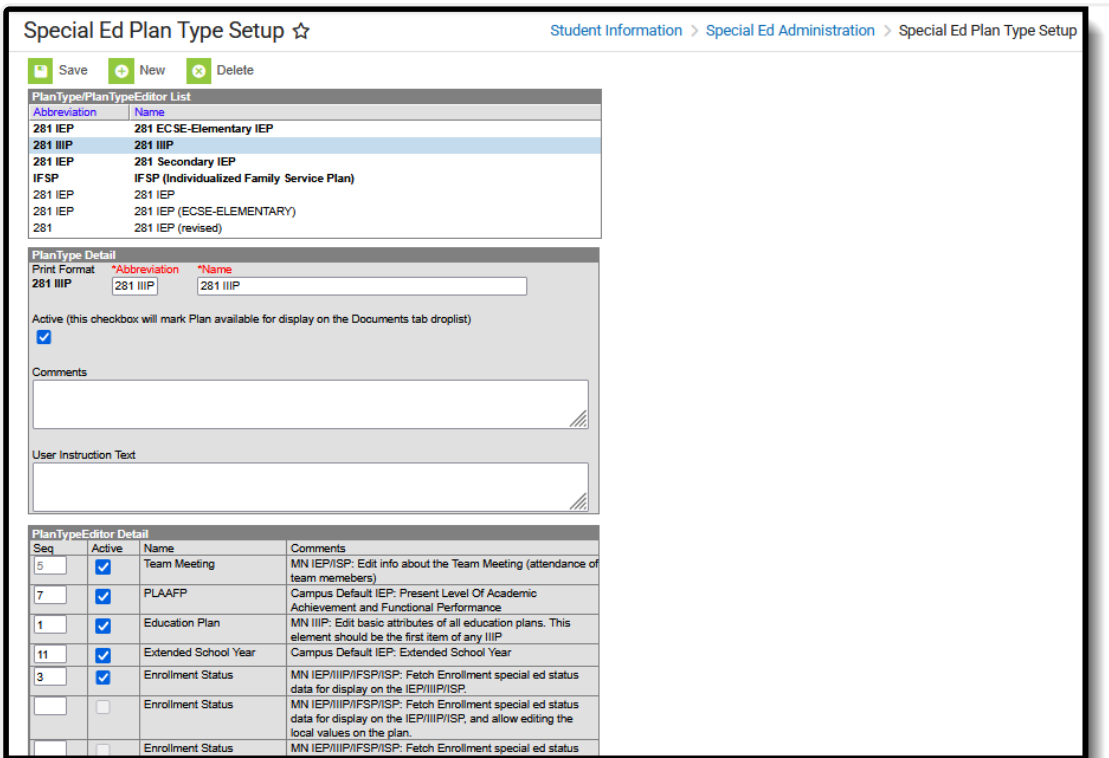 Special Ed Plan Type Setup ☆ Student Information > Special Ed Administration > Special Ed Plan Type Setup
Save New Delete
PlanType/PlanTypeEditor List
Abbreviation Name
281 IEP 281 ECSE-Elementary IEP
281 IIIP 281 IIIP
281 IEP 281 Secondary IEP
IFSP IFSP (Individualized Family Service Plan)
281 IEP 281 IEP
281 IEP 281 IEP (ECSE-ELEMENTARY)
281 281 IEP (revised)
PlanType Detail
Print Format *Abbreviation *Name
281 IIIP 281 IIIP 281 IIIP
Active (this checkbox will mark Plan available for display on the Documents tab droplist)
Comments
User Instruction Text
PlanTypeEditor Detail
Seq Active Name Comments
5 Team Meeting MN IEP/ISP: Edit info about the Team Meeting (attendance of
team memebers)
7 PLAAFP Campus Default IEP: Present Level Of Academic
Achievement and Functional Performance
1 Education Plan MN IIIP: Edit basic attributes of all education plans. This
element should be the first item of any IIIP
11 Extended School Year Campus Default IEP: Extended School Year
3 Enrollment Status MN IEP/IIIP/IFSP/ISP: Fetch Enrollment special ed status
data for display on the IEP/IIIP/ISP.
Enrollment Status MN IEP/IIIP/IFSP/ISP: Fetch Enrollment special ed status
data for display on the IEP/IIIP/ISP, and allow editing the
local values on the plan.
Enrollment Status MN IEP/IIIP/IFSP/ISP: Fetch Enrollment special ed status